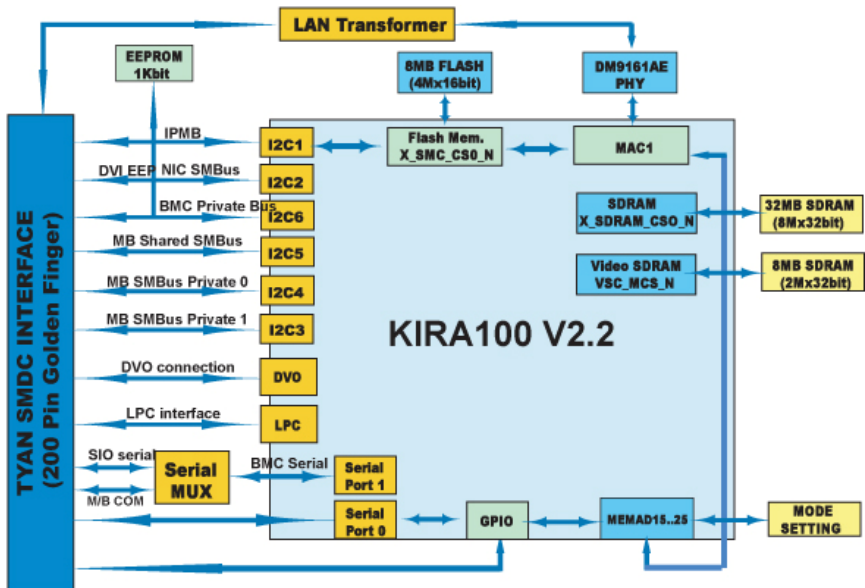 LAN Transformer
EEPROM
1Kbit
8MB FLASH
(4Mx16bit)
DM9161AE
PHY
TYAN SMDC INTERFACE
(200 Pin Golden Finger)
IPMB
I2C1
Flash Mem.
X_SMC_CS0_N
MAC1
DVI EEP NIC SMBus
I2C2
BMC Private Bus
I2C6
SDRAM
X_SDRAM_CSO_N
32MB SDRAM
(8Mx32bit)
MB Shared SMBus
I2C5
Video SDRAM
VSC_MCS_N
8MB SDRAM
(2Mx32bit)
MB SMBus Private 0
I2C4
MB SMBus Private 1
I2C3
KIRA100 V2.2
DVO connection
DVO
LPC interface
LPC
SIO serial
Serial
MUX
BMC Serial
Serial
Port 1
M/B COM
Serial
Port 0
GPIO
MEMAD15..25
MODE
SETTING